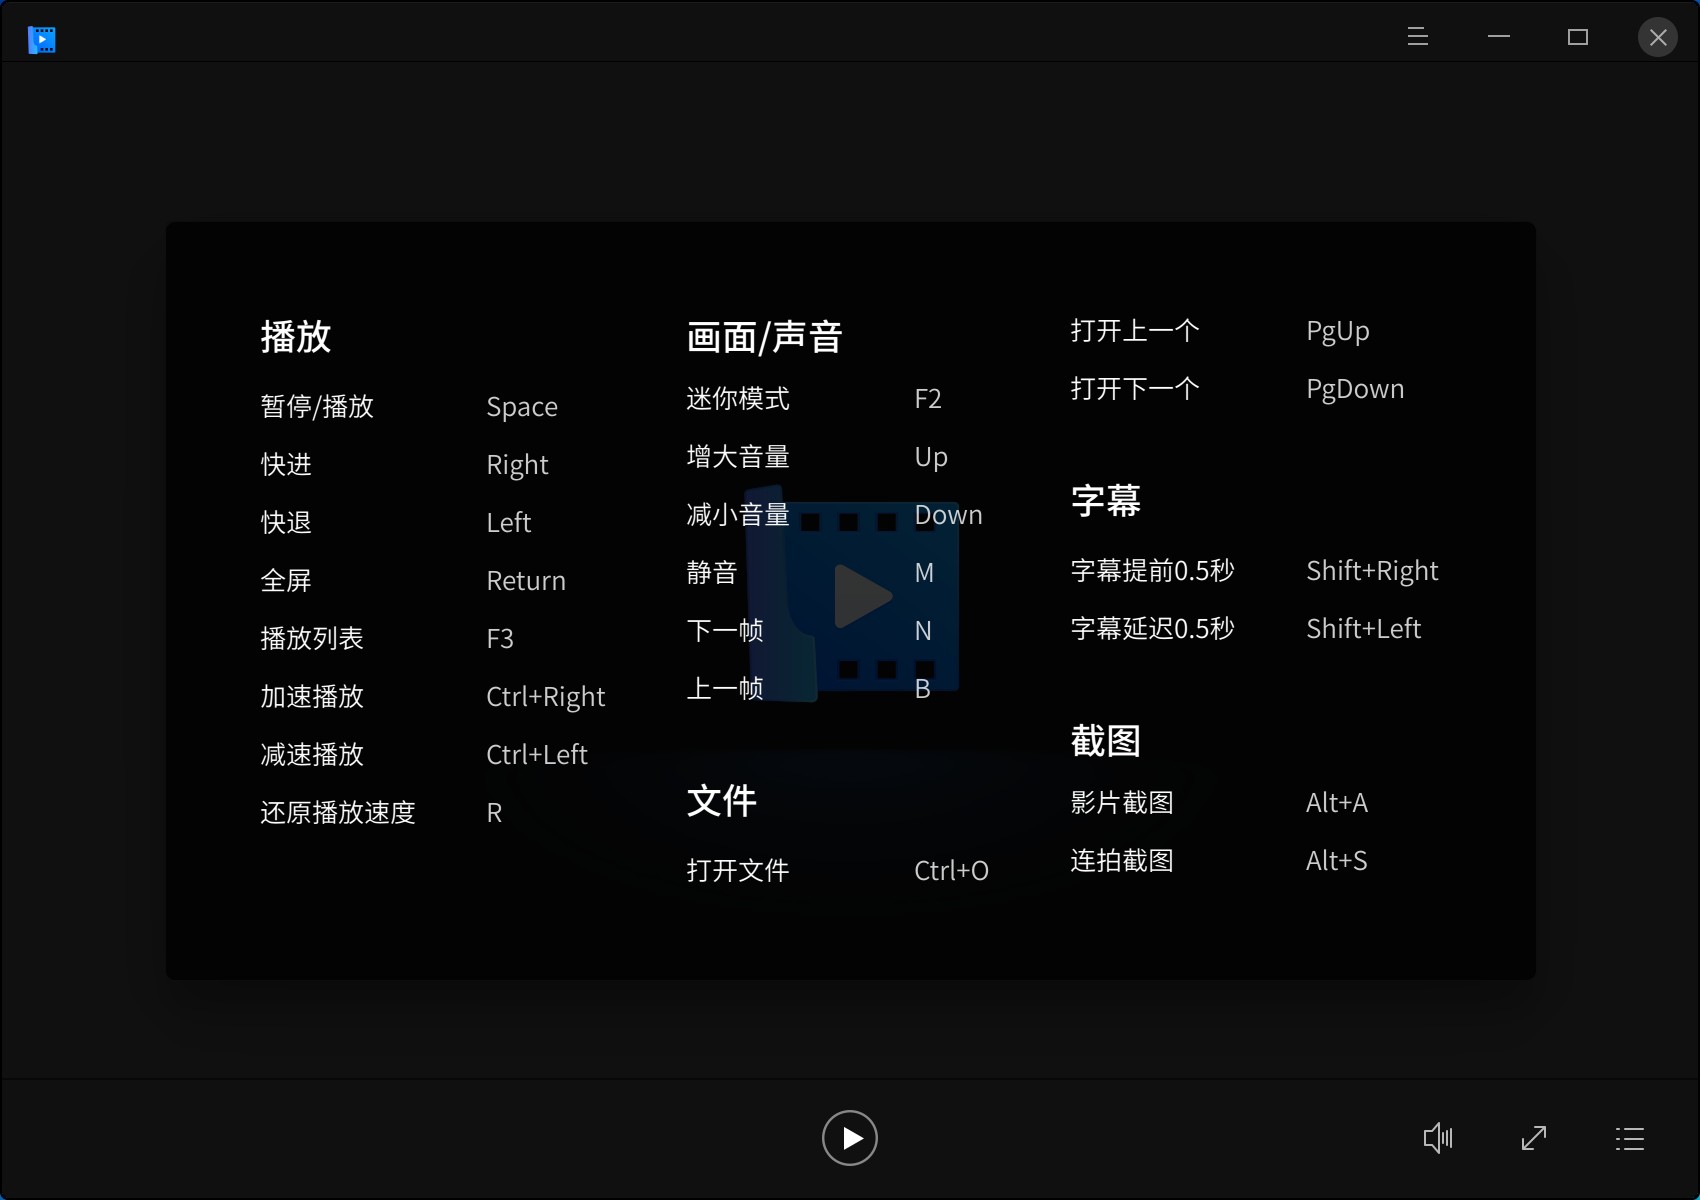 播放
暂停/播放 Space
快进 Right
快退 Left
全屏 Return
播放列表 F3
加速播放 Ctrl+Right
减速播放 Ctrl+Left
还原播放速度 R
画面/声音
迷你模式 F2
增大音量 Up
减小音量 Down
静音 M
下一帧 N
上一帧 B
文件
打开文件 Ctrl+O
打开上一个 PgUp
打开下一个 PgDown
字幕
字幕提前0.5秒 Shift+Right
字幕延迟0.5秒 Shift+Left
截图
影片截图 Alt+A
连拍截图 Alt+S